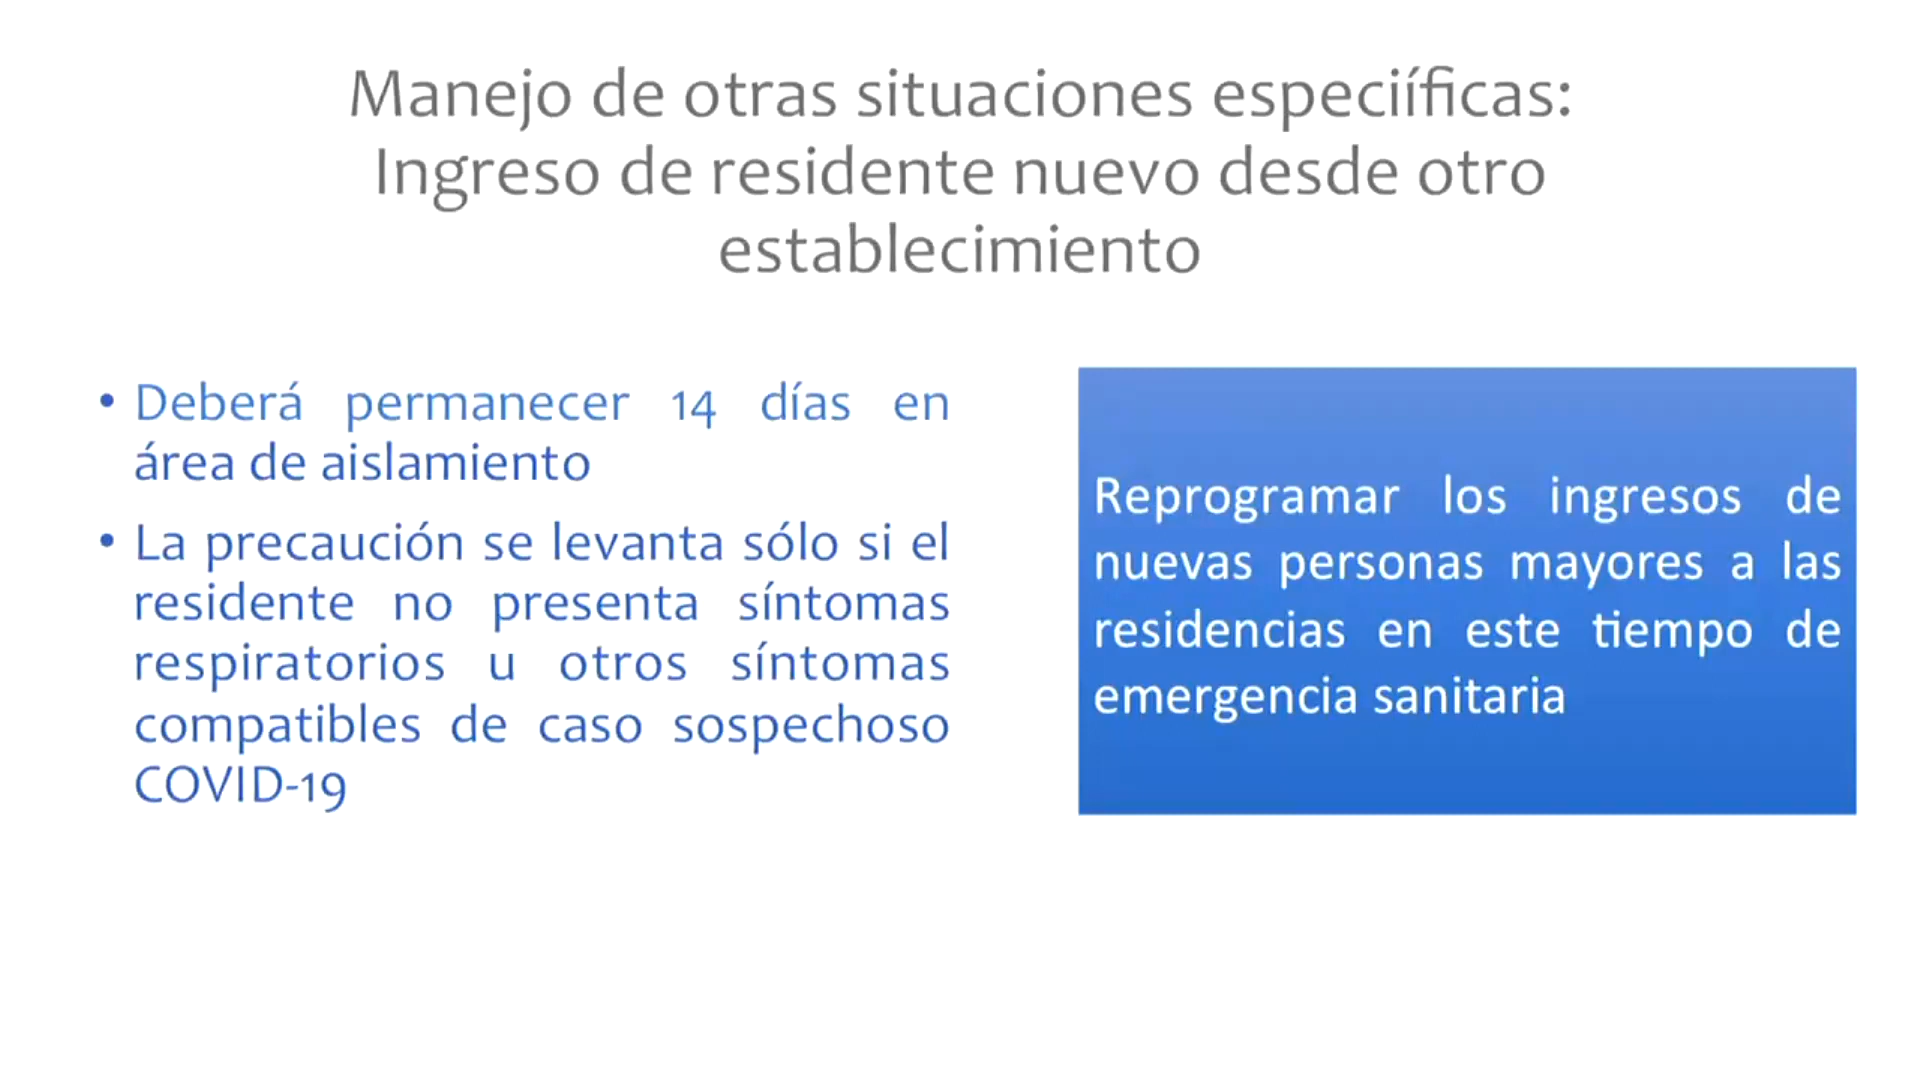 Manejo de otras situaciones especiíficas:
Ingreso de residente nuevo desde otro
establecimiento
• Deberá permanecer 14 días en
área de aislamiento
• La precaución se levanta sólo si el
residente no presenta síntomas
respiratorios u otros síntomas
compatibles de caso sospechoso
COVID-19
Reprogramar los ingresos de
nuevas personas mayores a las
residencias en este tiempo de
emergencia sanitaria